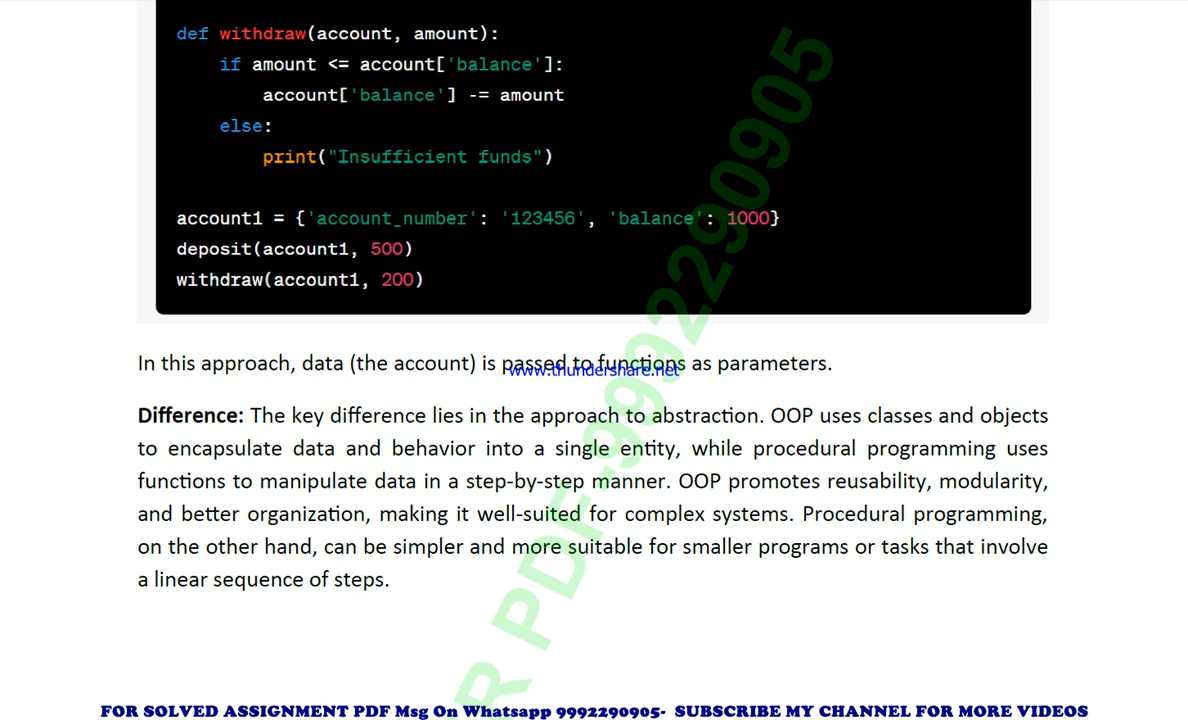 def withdraw(account, amount):
if amount <= account['balance']:
account['balance'] -= amount
else:
print("Insufficient funds")
account1 = {'account_number': '123456', 'balance': 1000}
deposit(account1, 500)
withdraw(account1, 200)
In this approach, data (the account) is passed to functions as parameters.
www.thundershare.net
Difference: The key difference lies in the approach to abstraction. OOP uses classes and objects
to encapsulate data and behavior into a single entity, while procedural programming uses
functions to manipulate data in a step-by-step manner. OOP promotes reusability, modularity,
and better organization, making it well-suited for complex systems. Procedural programming,
on the other hand, can be simpler and more suitable for smaller programs or tasks that involve
a linear sequence of steps.
R PDF-9992290905
FOR SOLVED ASSIGNMENT PDF Msg On Whatsapp 9992290905- SUBSCRIBE MY CHANNEL FOR MORE VIDEOS